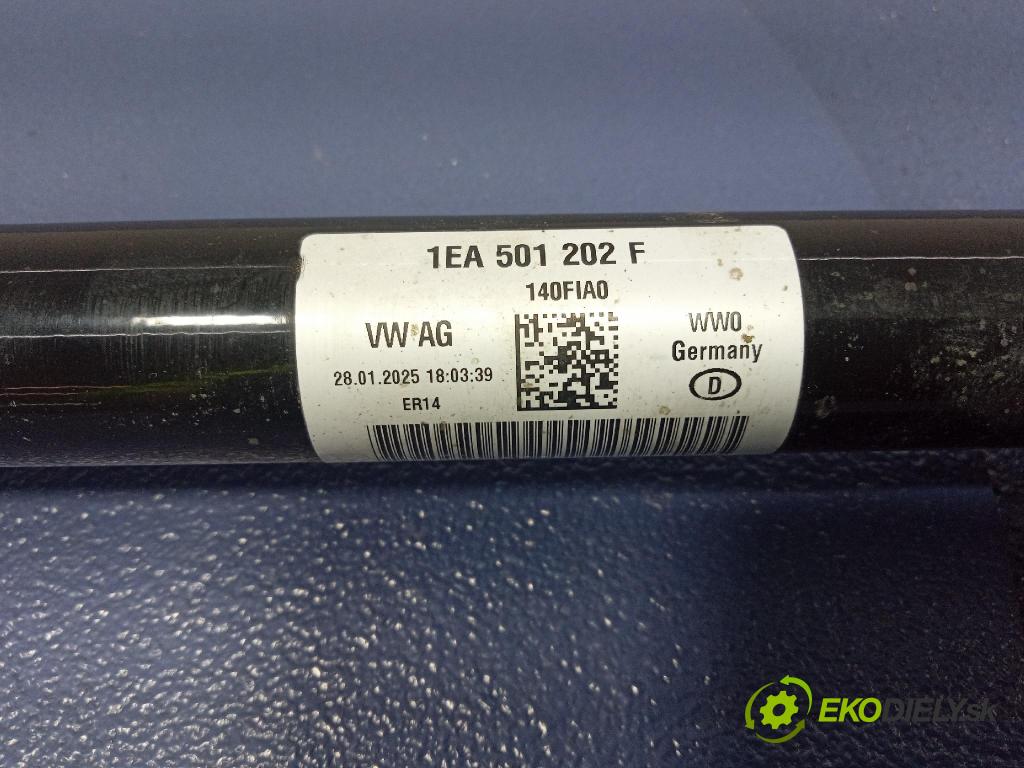 1EA 501 202 F
140FIA0
VW AG
WW0
Germany
28.01.2025 18:03:39
D
ER14
EKODIELY.sk